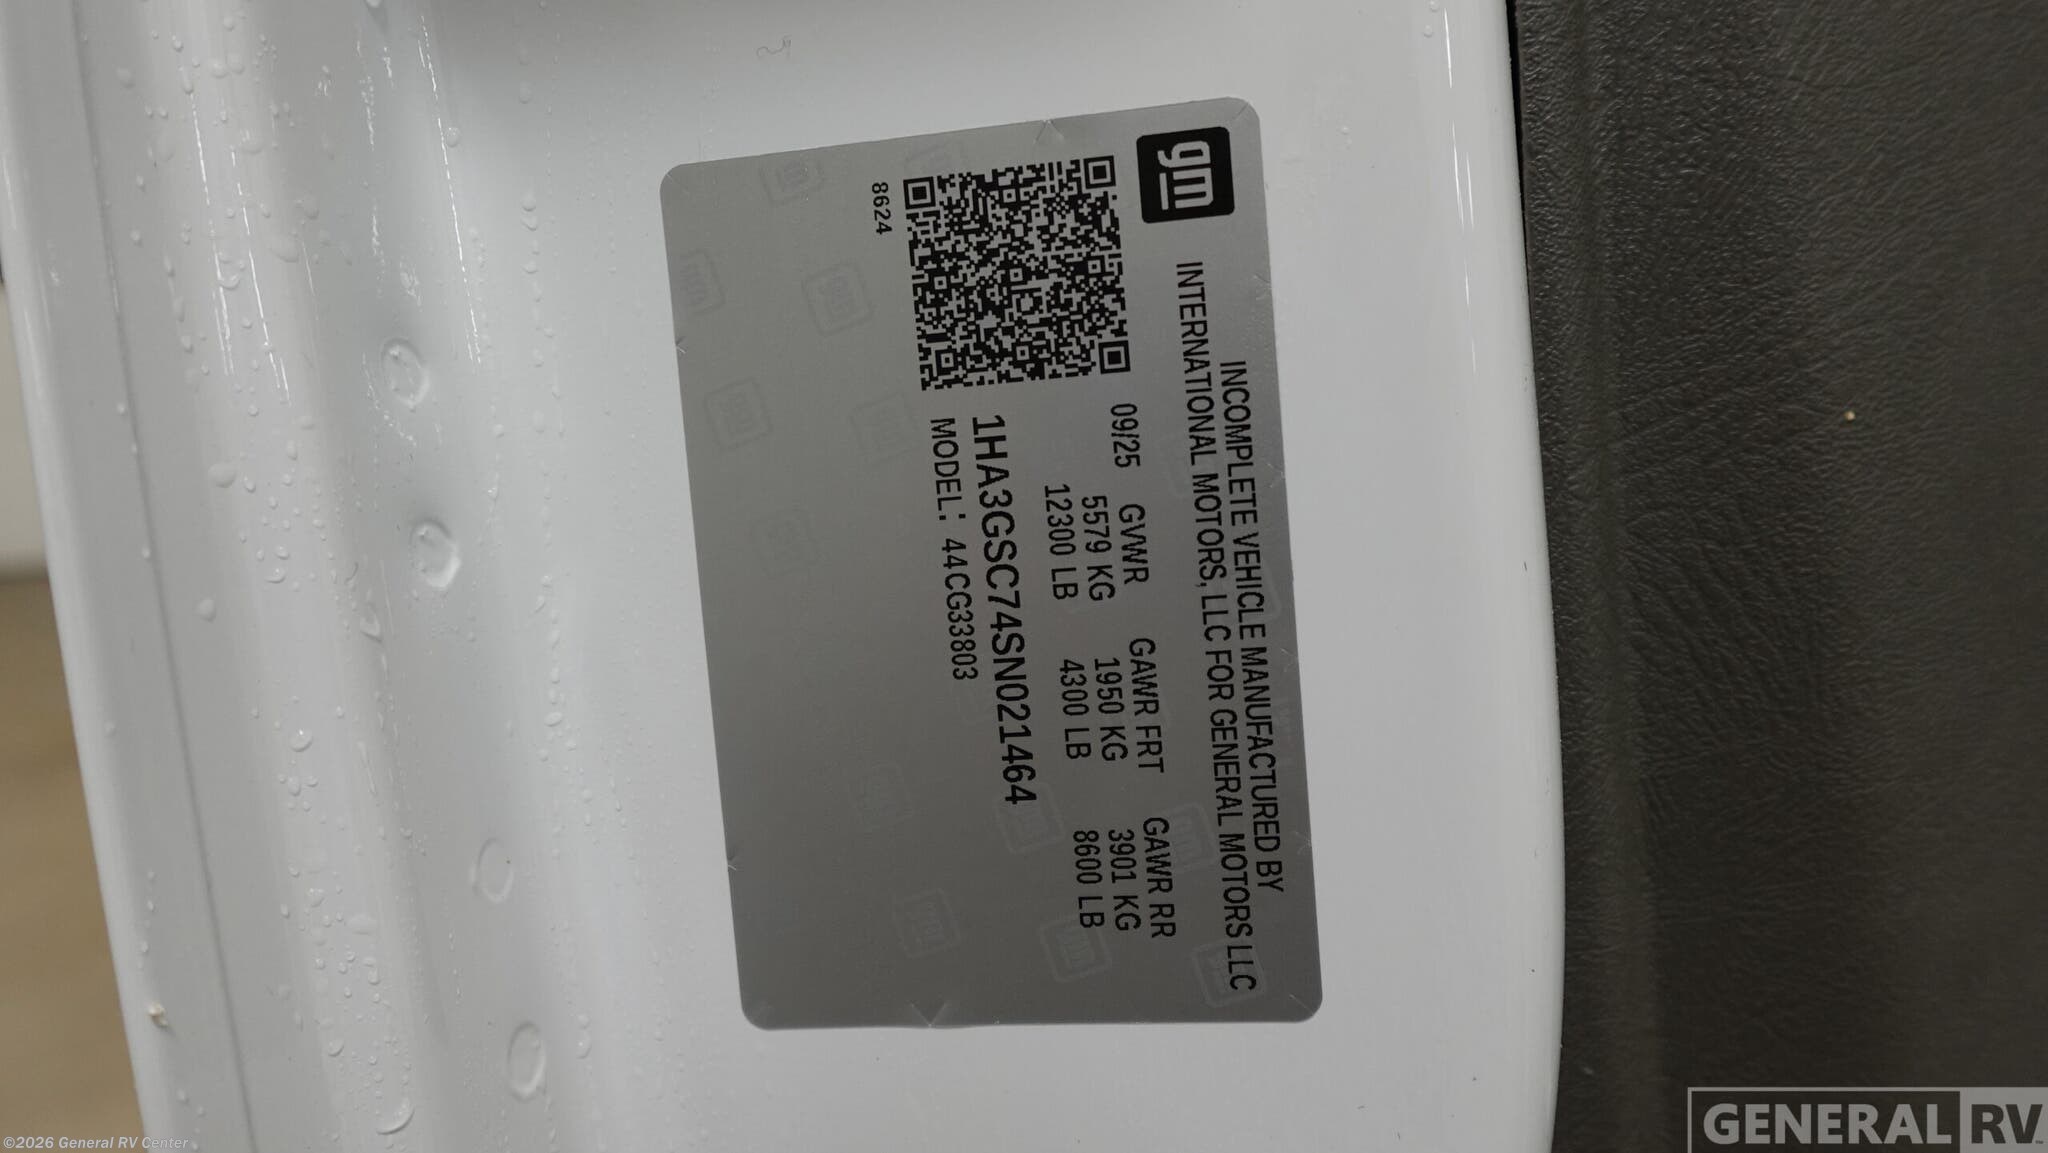 gm
INCOMPLETE VEHICLE MANUFACTURED BY
INTERNATIONAL MOTORS, LLC FOR GENERAL MOTORS LLC
09/25 GVWR GAWR FRT GAWR RR
5579 KG 1950 KG 3901 KG
12300 LB 4300 LB 8600 LB
1HA3GSC74SN021464
MODEL: 44CG33803
8624
©2026 General RV Center
GENERAL RV